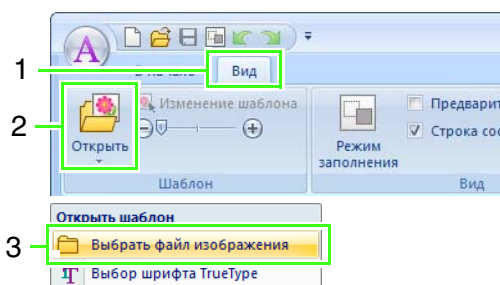 A
В начало
Вид
1
2
3
Открыть
Изменение шаблона
Шаблон
Режим
заполнения
Предварит
Строка сос
Вид
Открыть шаблон
Выбрать файл изображения
Выбор шрифта TrueType